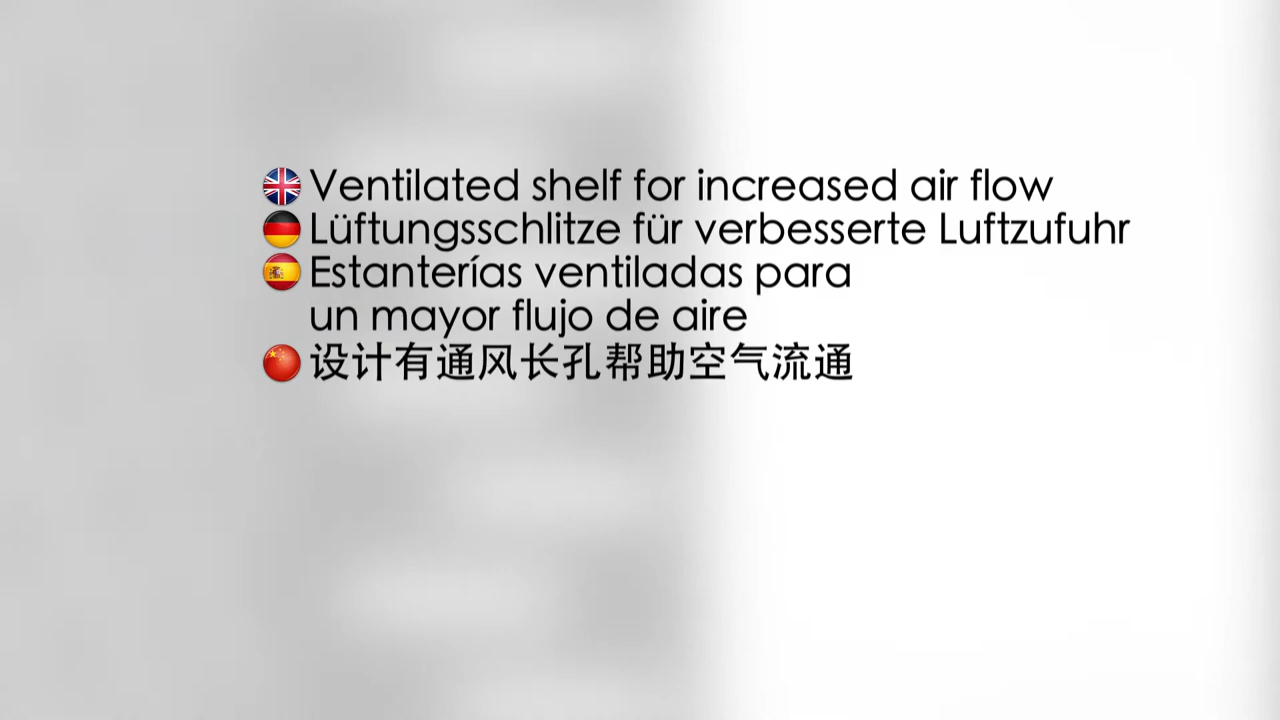 Ventilated shelf for increased air flow
Lüftungsschlitze für verbesserte Luftzufuhr
Estanterías ventiladas para
un mayor flujo de aire
设计有通风长孔帮助空气流通